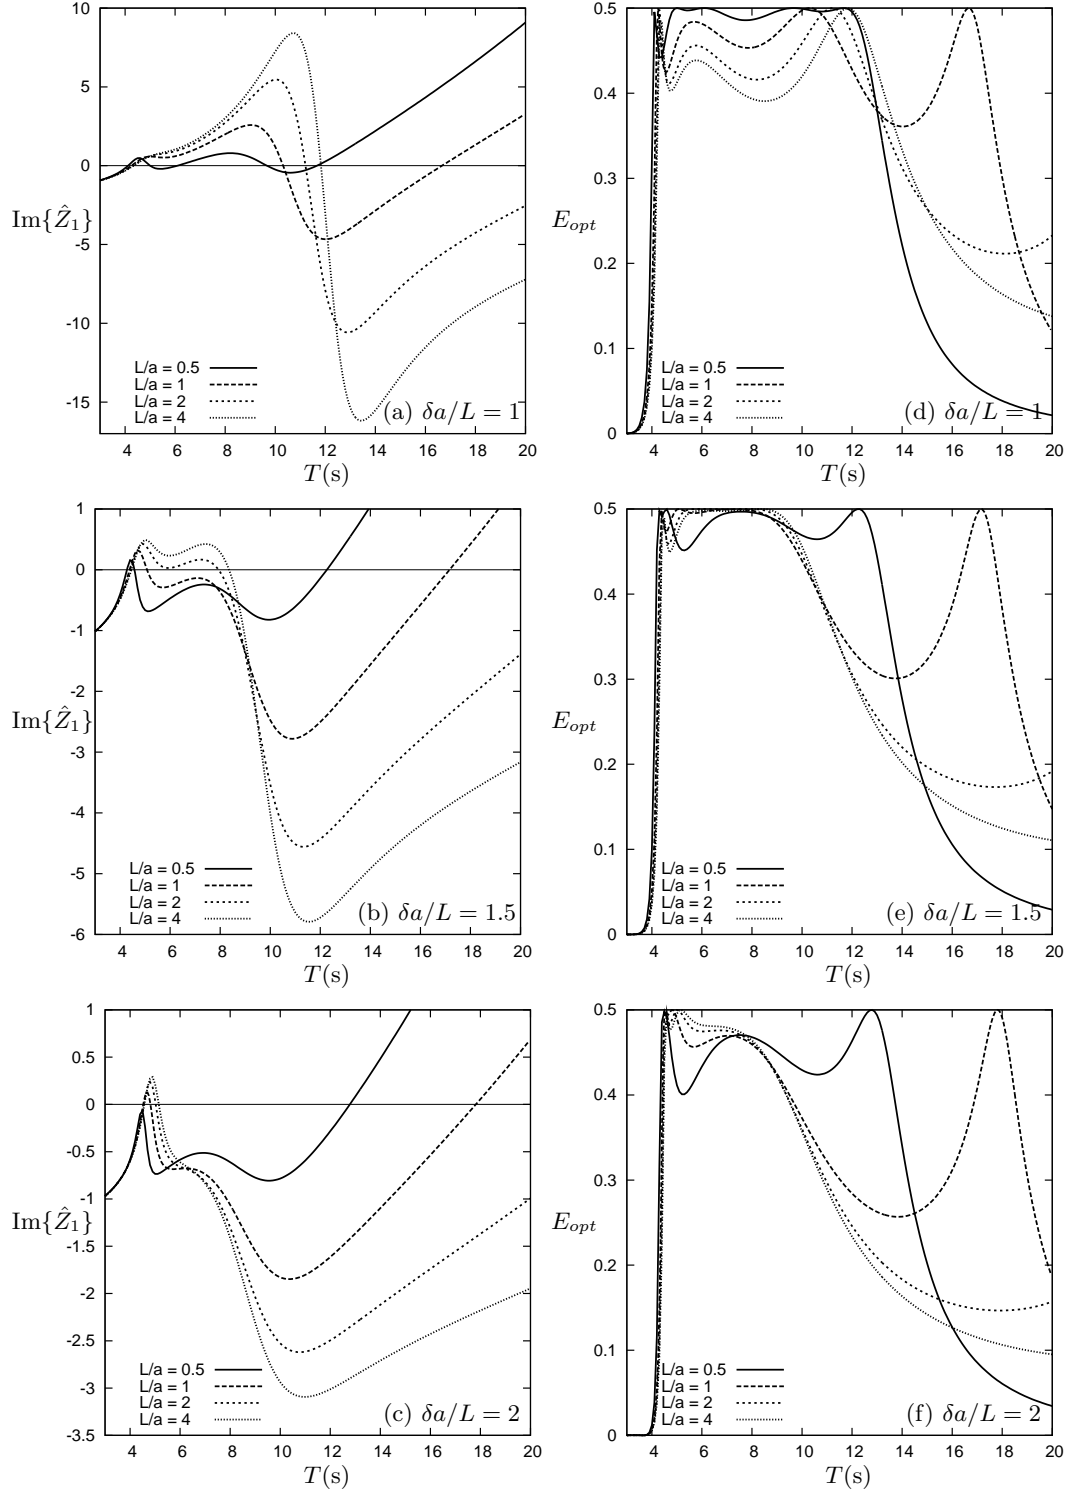 10
5
0
-5
-10
-15
Im{Ẑ₁}
L/a = 0.5
L/a = 1
L/a = 2
L/a = 4
(a) δa/L = 1
4 6 8 10 12 14 16 18 20
T(s)
0.5
0.4
0.3
0.2
0.1
0
E_opt
L/a = 0.5
L/a = 1
L/a = 2
L/a = 4
(d) δa/L = 1
4 6 8 10 12 14 16 18 20
T(s)
1
0
-1
-2
-3
-4
-5
-6
Im{Ẑ₁}
L/a = 0.5
L/a = 1
L/a = 2
L/a = 4
(b) δa/L = 1.5
4 6 8 10 12 14 16 18 20
T(s)
0.5
0.4
0.3
0.2
0.1
0
E_opt
L/a = 0.5
L/a = 1
L/a = 2
L/a = 4
(e) δa/L = 1.5
4 6 8 10 12 14 16 18 20
T(s)
1
0.5
0
-0.5
-1
-1.5
-2
-2.5
-3
-3.5
Im{Ẑ₁}
L/a = 0.5
L/a = 1
L/a = 2
L/a = 4
(c) δa/L = 2
4 6 8 10 12 14 16 18 20
T(s)
0.5
0.4
0.3
0.2
0.1
0
E_opt
L/a = 0.5
L/a = 1
L/a = 2
L/a = 4
(f) δa/L = 2
4 6 8 10 12 14 16 18 20
T(s)